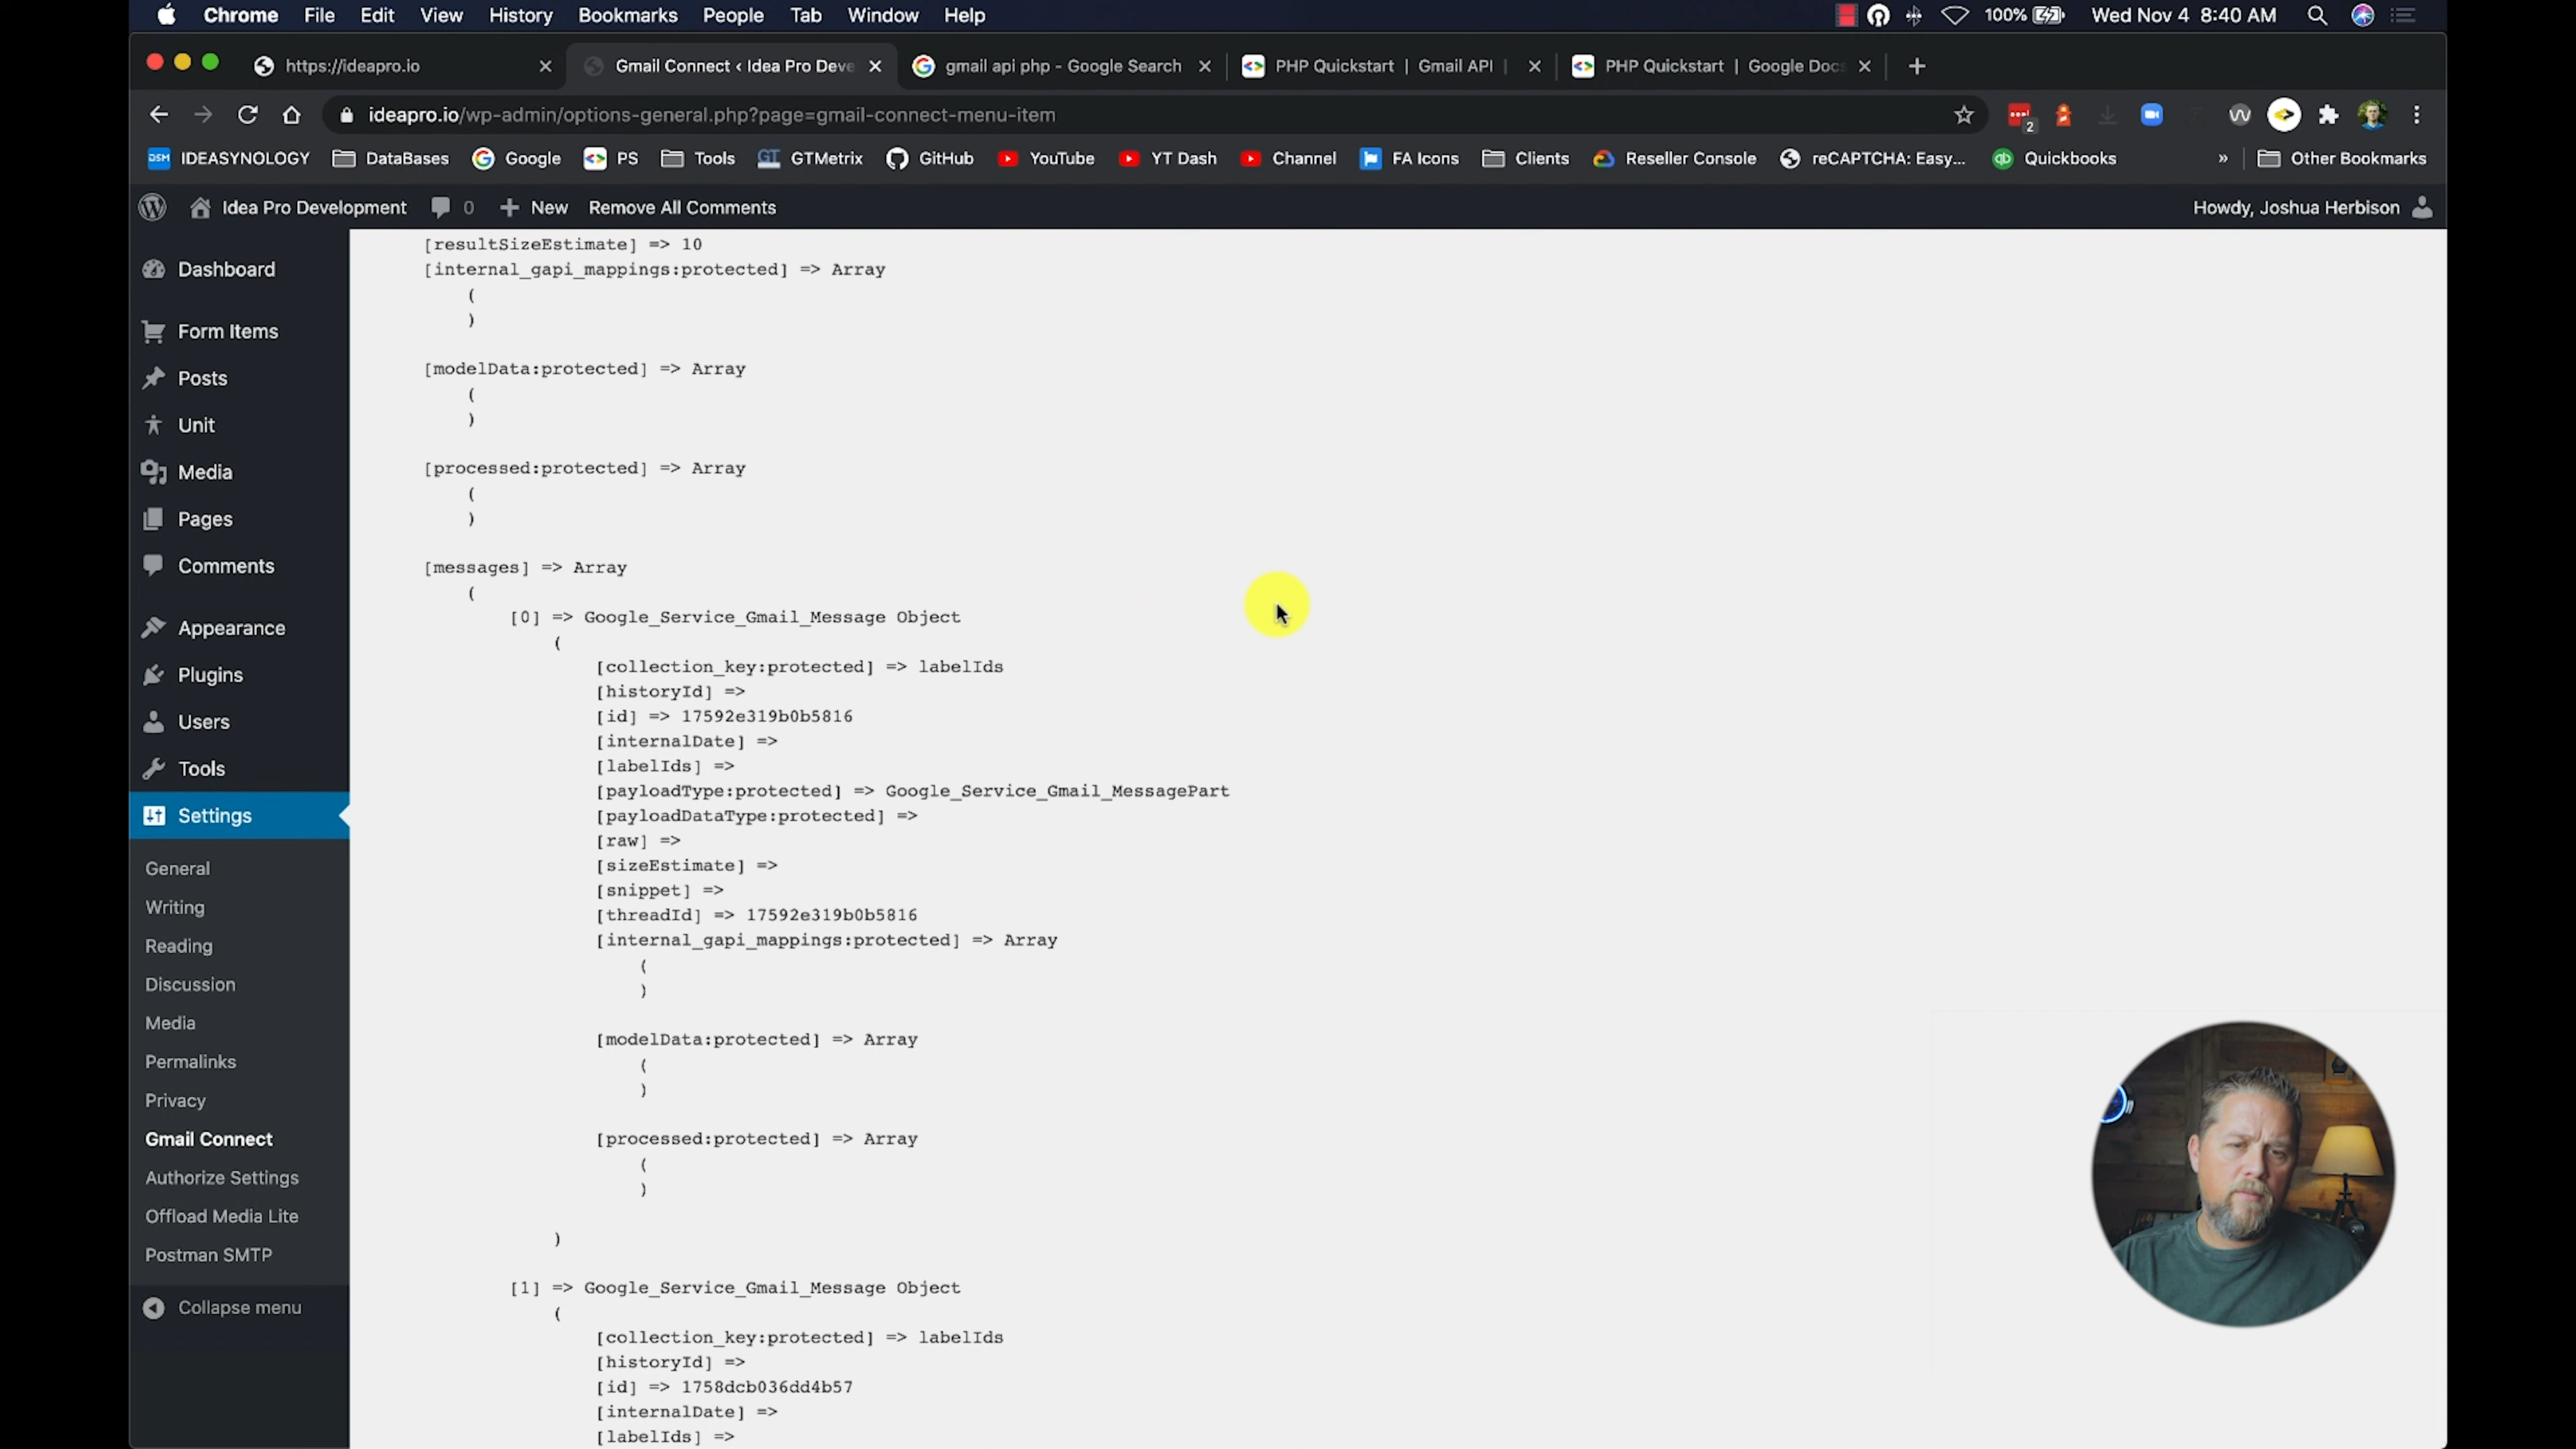 Chrome File Edit View History Bookmarks People Tab Window Help 100% Wed Nov 4 8:40 AM
https://ideapro.io Gmail Connect ‹ Idea Pro Deve gmail api php - Google Search PHP Quickstart | Gmail API | PHP Quickstart | Google Docs
ideapro.io/wp-admin/options-general.php?page=gmail-connect-menu-item 2
DSM IDEASYNOLOGY DataBases Google PS Tools GT GTMetrix GitHub YouTube YT Dash Channel FA Icons Clients Reseller Console reCAPTCHA: Easy... qb Quickbooks » Other Bookmarks
Idea Pro Development 0 + New Remove All Comments Howdy, Joshua Herbison
Dashboard
Form Items
Posts
Unit
Media
Pages
Comments
Appearance
Plugins
Users
Tools
Settings
General
Writing
Reading
Discussion
Media
Permalinks
Privacy
Gmail Connect
Authorize Settings
Offload Media Lite
Postman SMTP
Collapse menu
[resultSizeEstimate] => 10
[internal_gapi_mappings:protected] => Array
(
)
[modelData:protected] => Array
(
)
[processed:protected] => Array
(
)
[messages] => Array
(
[0] => Google_Service_Gmail_Message Object
(
[collection_key:protected] => labelIds
[historyId] =>
[id] => 17592e319b0b5816
[internalDate] =>
[labelIds] =>
[payloadType:protected] => Google_Service_Gmail_MessagePart
[payloadDataType:protected] =>
[raw] =>
[sizeEstimate] =>
[snippet] =>
[threadId] => 17592e319b0b5816
[internal_gapi_mappings:protected] => Array
(
)
[modelData:protected] => Array
(
)
[processed:protected] => Array
(
)
)
[1] => Google_Service_Gmail_Message Object
(
[collection_key:protected] => labelIds
[historyId] =>
[id] => 1758dcb036dd4b57
[internalDate] =>
[labelIds] =>